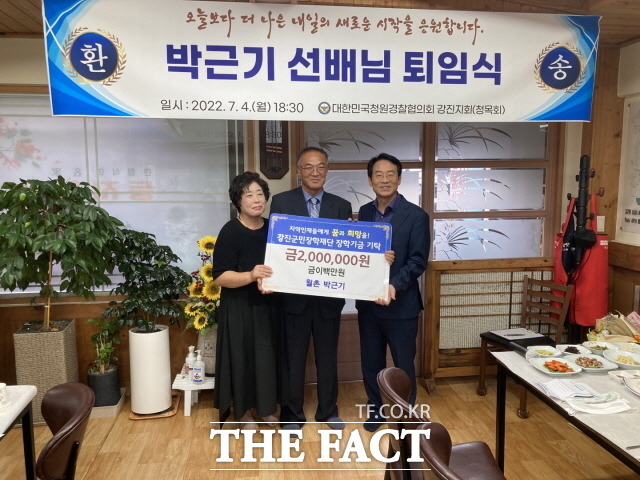 오늘보다 더 나은 내일의 새로운 시작을 응원합니다.
환
박근기 선배님 퇴임식
송
일시 : 2022. 7. 4.(월) 18:30
대한민국청원경찰협의회 강진지회(청목회)
지역인재들에게 꿈과 희망을!
강진군민장학재단 장학기금 기탁
금2,000,000원
금이백만원
월촌 박근기
TF.CO.KR
THE FACT